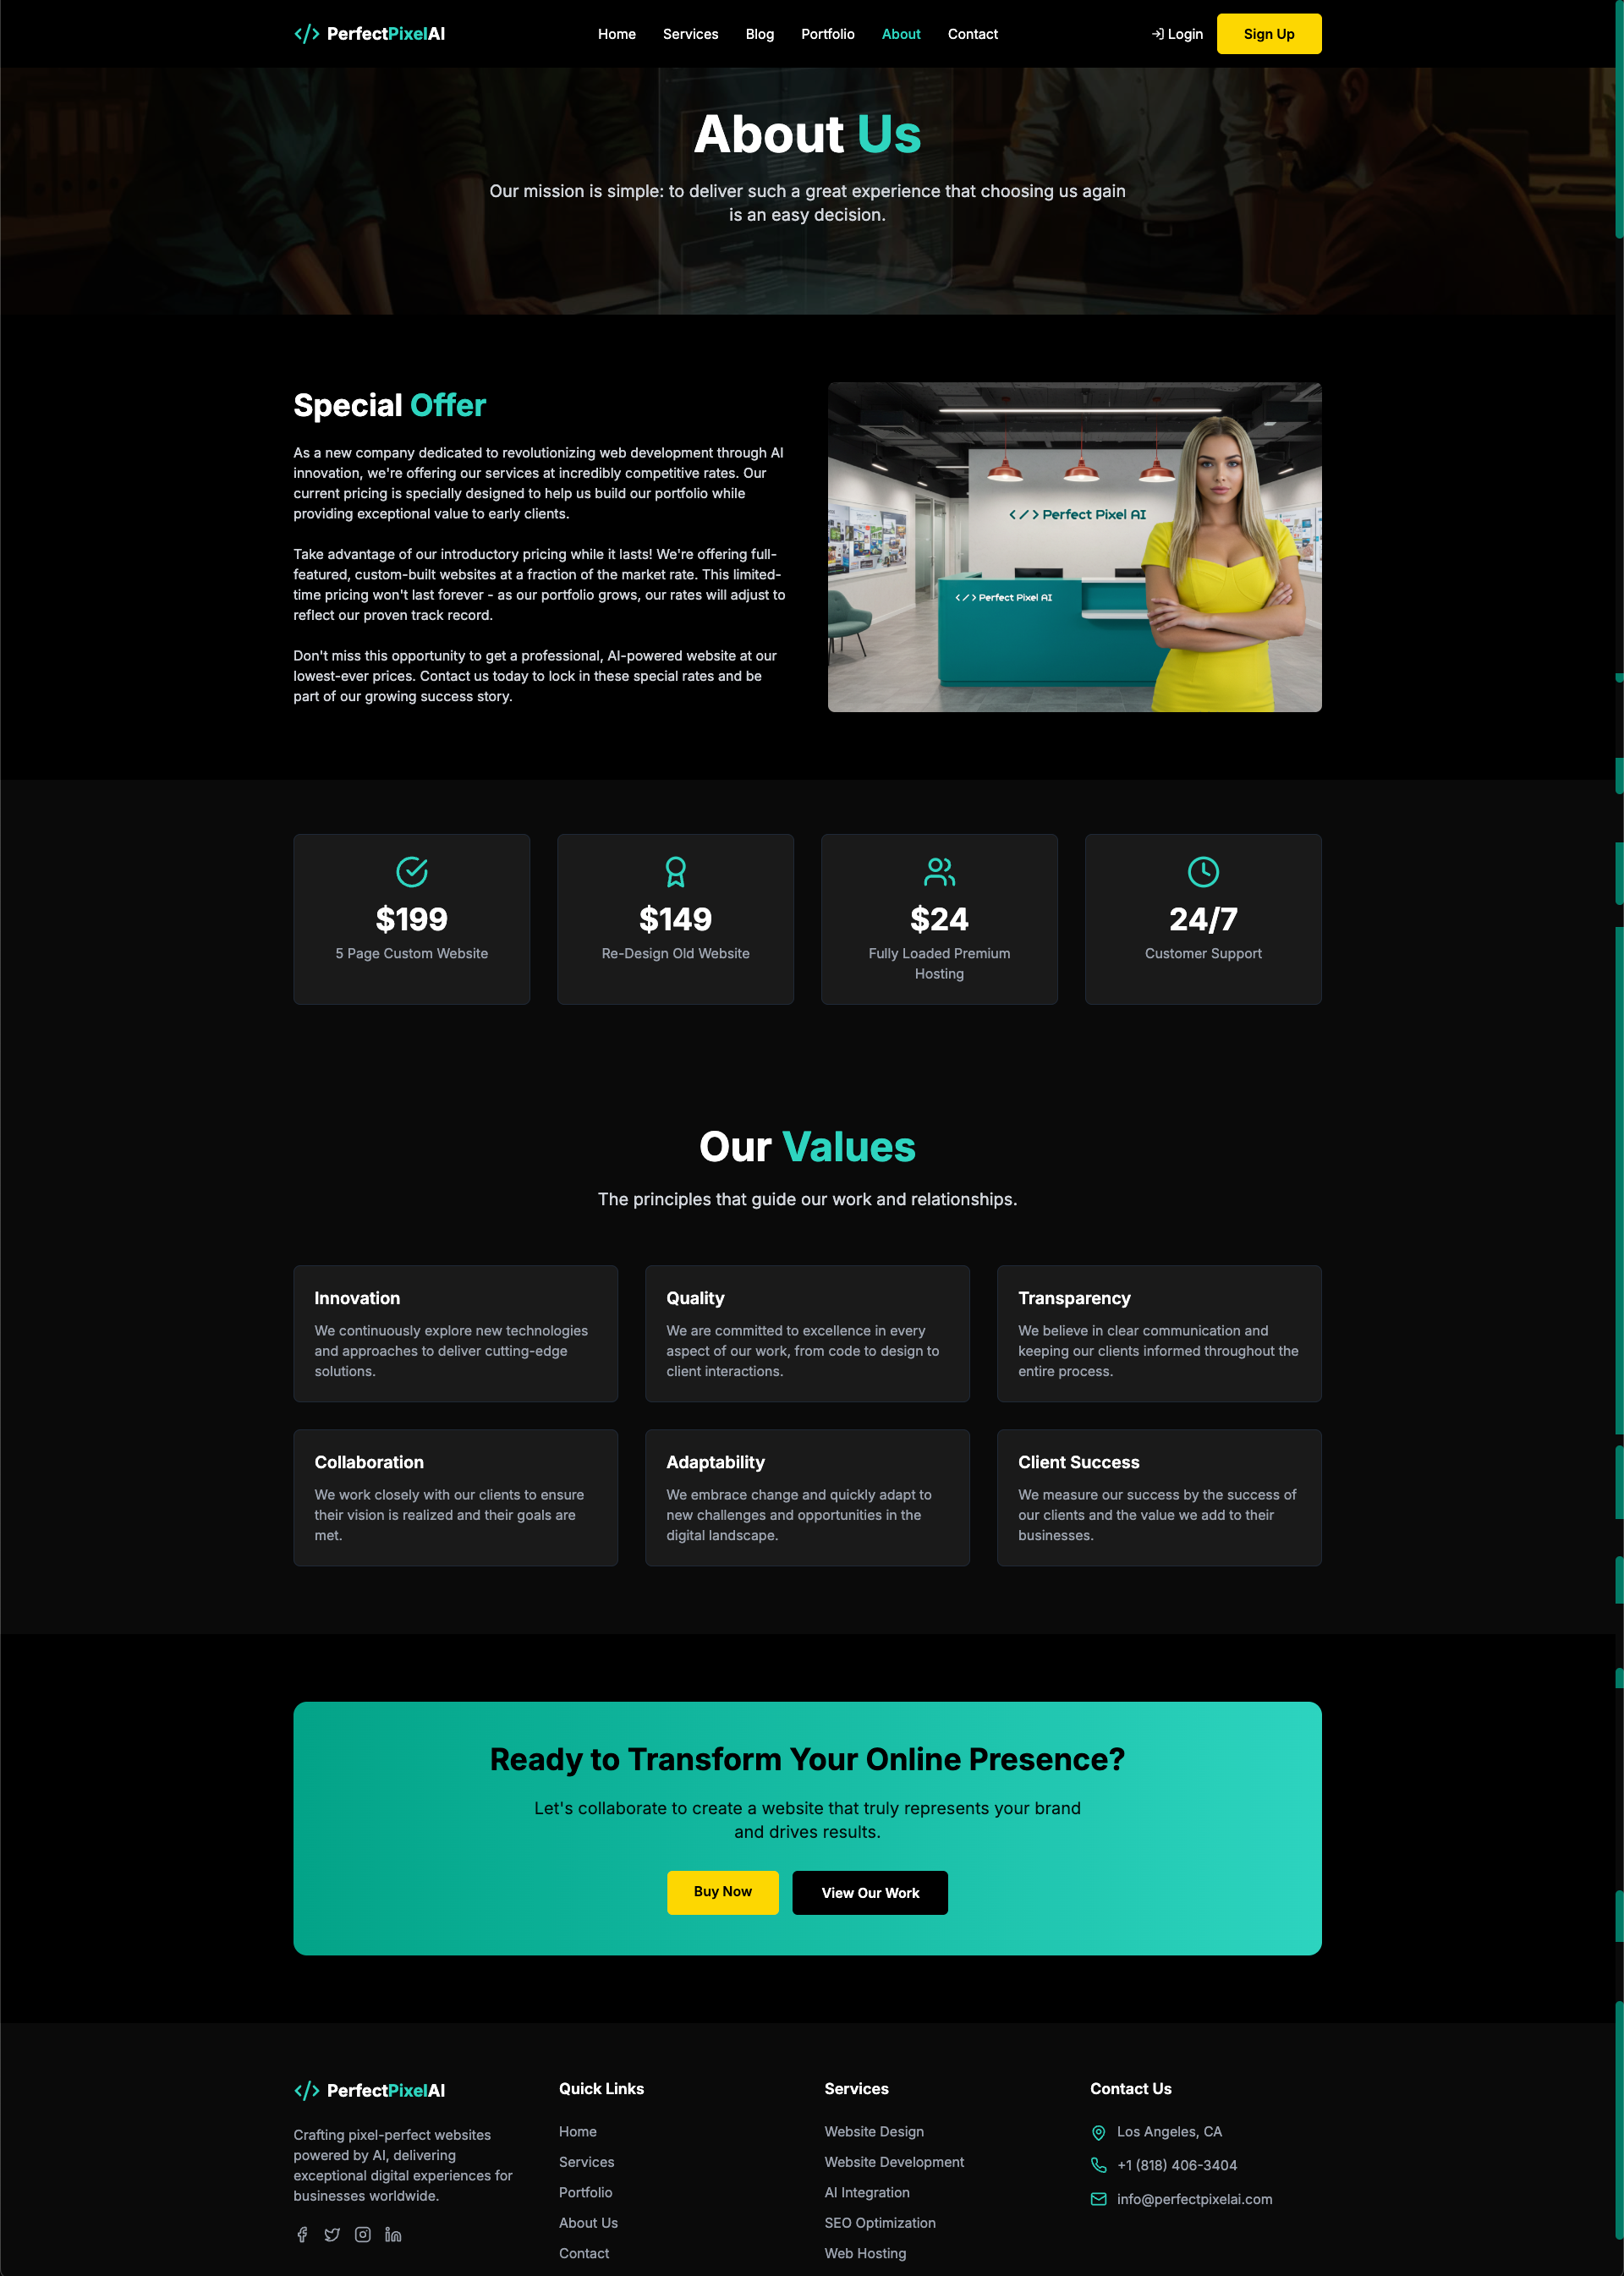 PerfectPixelAI
Home
Services
Blog
Portfolio
About
Contact
Login
Sign Up
About Us
Our mission is simple: to deliver such a great experience that choosing us again
is an easy decision.
Special Offer
As a new company dedicated to revolutionizing web development through AI
innovation, we're offering our services at incredibly competitive rates. Our
current pricing is specially designed to help us build our portfolio while
providing exceptional value to early clients.
Take advantage of our introductory pricing while it lasts! We're offering full-
featured, custom-built websites at a fraction of the market rate. This limited-
time pricing won't last forever - as our portfolio grows, our rates will adjust to
reflect our proven track record.
Don't miss this opportunity to get a professional, AI-powered website at our
lowest-ever prices. Contact us today to lock in these special rates and be
part of our growing success story.
</> Perfect Pixel AI
</> Perfect Pixel AI
$199
5 Page Custom Website
$149
Re-Design Old Website
$24
Fully Loaded Premium
Hosting
24/7
Customer Support
Our Values
The principles that guide our work and relationships.
Innovation
We continuously explore new technologies
and approaches to deliver cutting-edge
solutions.
Quality
We are committed to excellence in every
aspect of our work, from code to design to
client interactions.
Transparency
We believe in clear communication and
keeping our clients informed throughout the
entire process.
Collaboration
We work closely with our clients to ensure
their vision is realized and their goals are
met.
Adaptability
We embrace change and quickly adapt to
new challenges and opportunities in the
digital landscape.
Client Success
We measure our success by the success of
our clients and the value we add to their
businesses.
Ready to Transform Your Online Presence?
Let's collaborate to create a website that truly represents your brand
and drives results.
Buy Now
View Our Work
PerfectPixelAI
Crafting pixel-perfect websites
powered by AI, delivering
exceptional digital experiences for
businesses worldwide.
Quick Links
Home
Services
Portfolio
About Us
Contact
Services
Website Design
Website Development
AI Integration
SEO Optimization
Web Hosting
Contact Us
Los Angeles, CA
+1 (818) 406-3404
info@perfectpixelai.com